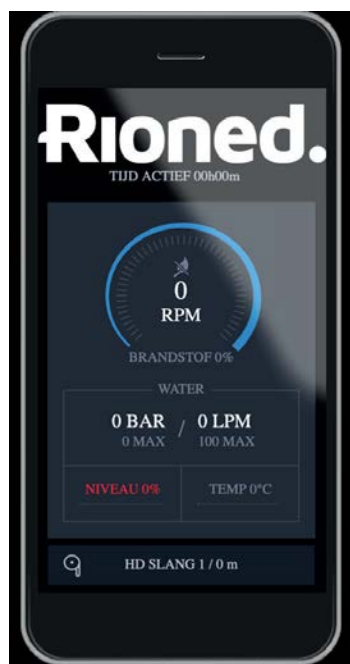 Rioned.
TIJD ACTIEF 00h00m
0
RPM
BRANDSTOF 0%
WATER
0 BAR / 0 LPM
0 MAX 100 MAX
NIVEAU 0% TEMP 0°C
HD SLANG 1 / 0 m